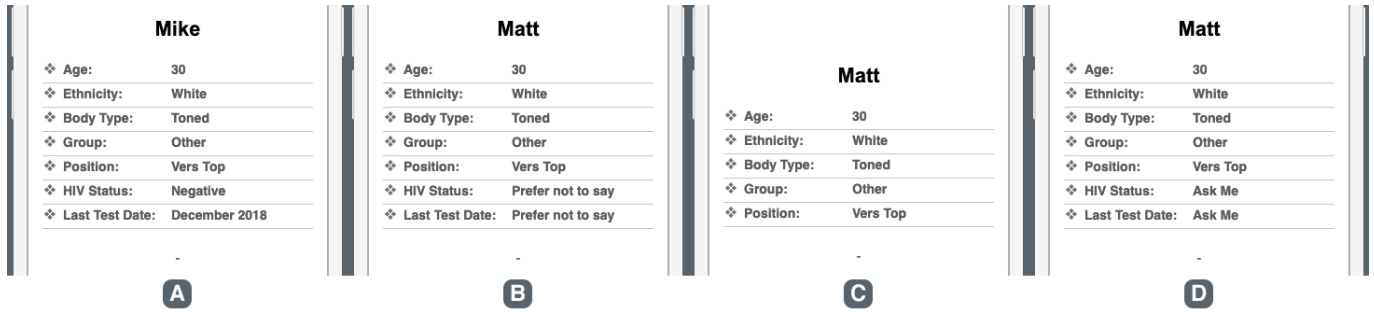 Mike
❖ Age: 30
❖ Ethnicity: White
❖ Body Type: Toned
❖ Group: Other
❖ Position: Vers Top
❖ HIV Status: Negative
❖ Last Test Date: December 2018
-
A
Matt
❖ Age: 30
❖ Ethnicity: White
❖ Body Type: Toned
❖ Group: Other
❖ Position: Vers Top
❖ HIV Status: Prefer not to say
❖ Last Test Date: Prefer not to say
-
B
Matt
❖ Age: 30
❖ Ethnicity: White
❖ Body Type: Toned
❖ Group: Other
❖ Position: Vers Top
-
C
Matt
❖ Age: 30
❖ Ethnicity: White
❖ Body Type: Toned
❖ Group: Other
❖ Position: Vers Top
❖ HIV Status: Ask Me
❖ Last Test Date: Ask Me
-
D